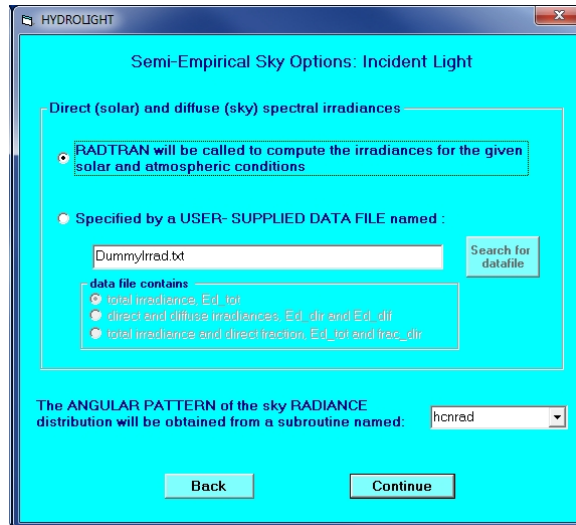 HYDROLIGHT
Semi-Empirical Sky Options: Incident Light
Direct (solar) and diffuse (sky) spectral irradiances
RADTRAN will be called to compute the irradiances for the given
solar and atmospheric conditions
Specified by a USER- SUPPLIED DATA FILE named :
DummyIrrad.txt
Search for
datafile
data file contains
total irradiance, Ed_tot
direct and diffuse irradiances, Ed_dir and Ed_dif
total irradiance and direct fraction, Ed_tot and frac_dir
The ANGULAR PATTERN of the sky RADIANCE
distribution will be obtained from a subroutine named:
hcnrad
Back
Continue